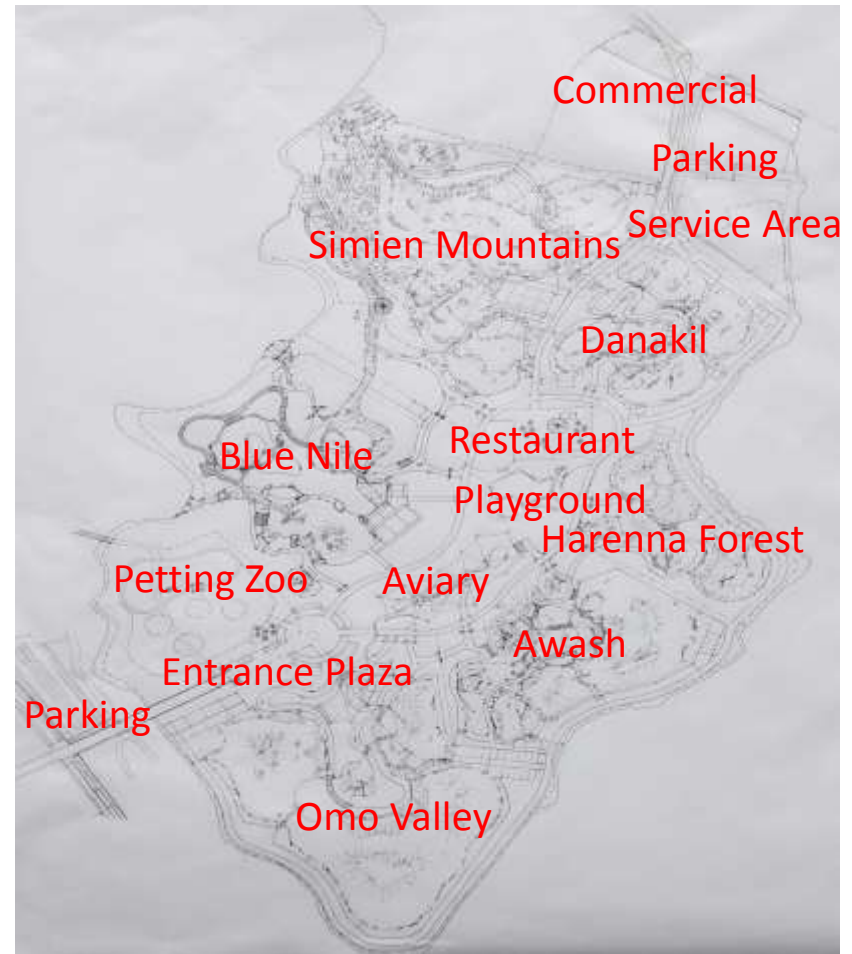 Commercial
Parking
Service Area
Simien Mountains
Danakil
Restaurant
Blue Nile
Playground
Harenna Forest
Petting Zoo
Aviary
Awash
Entrance Plaza
Parking
Omo Valley